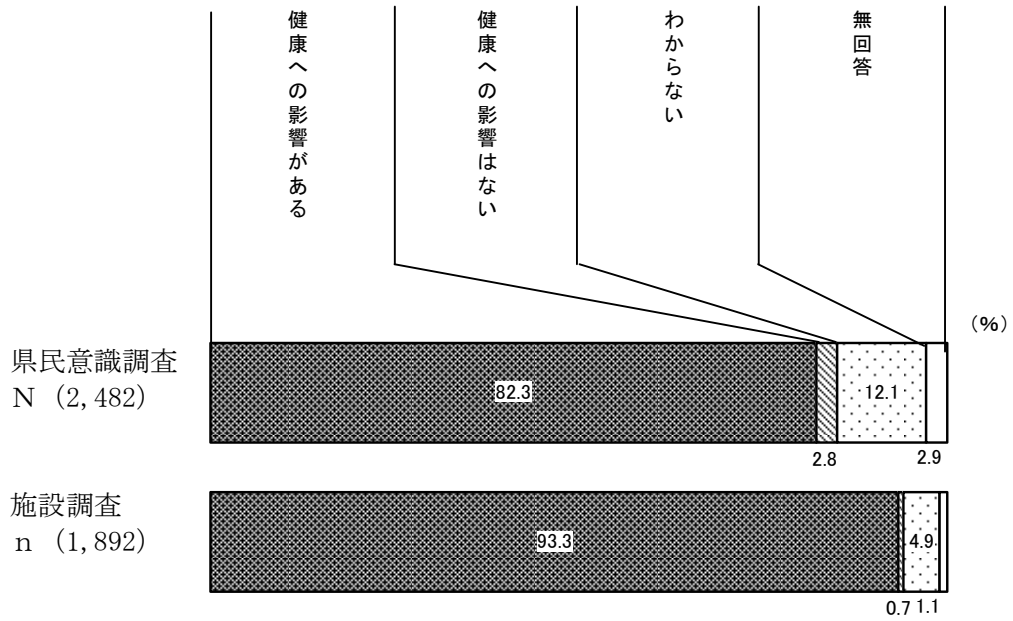 健康への影響がある
健康への影響はない
わからない
無回答
(%)
県民意識調査
N (2,482)
82.3
12.1
2.8
2.9
施設調査
n (1,892)
93.3
4.9
0.7
1.1